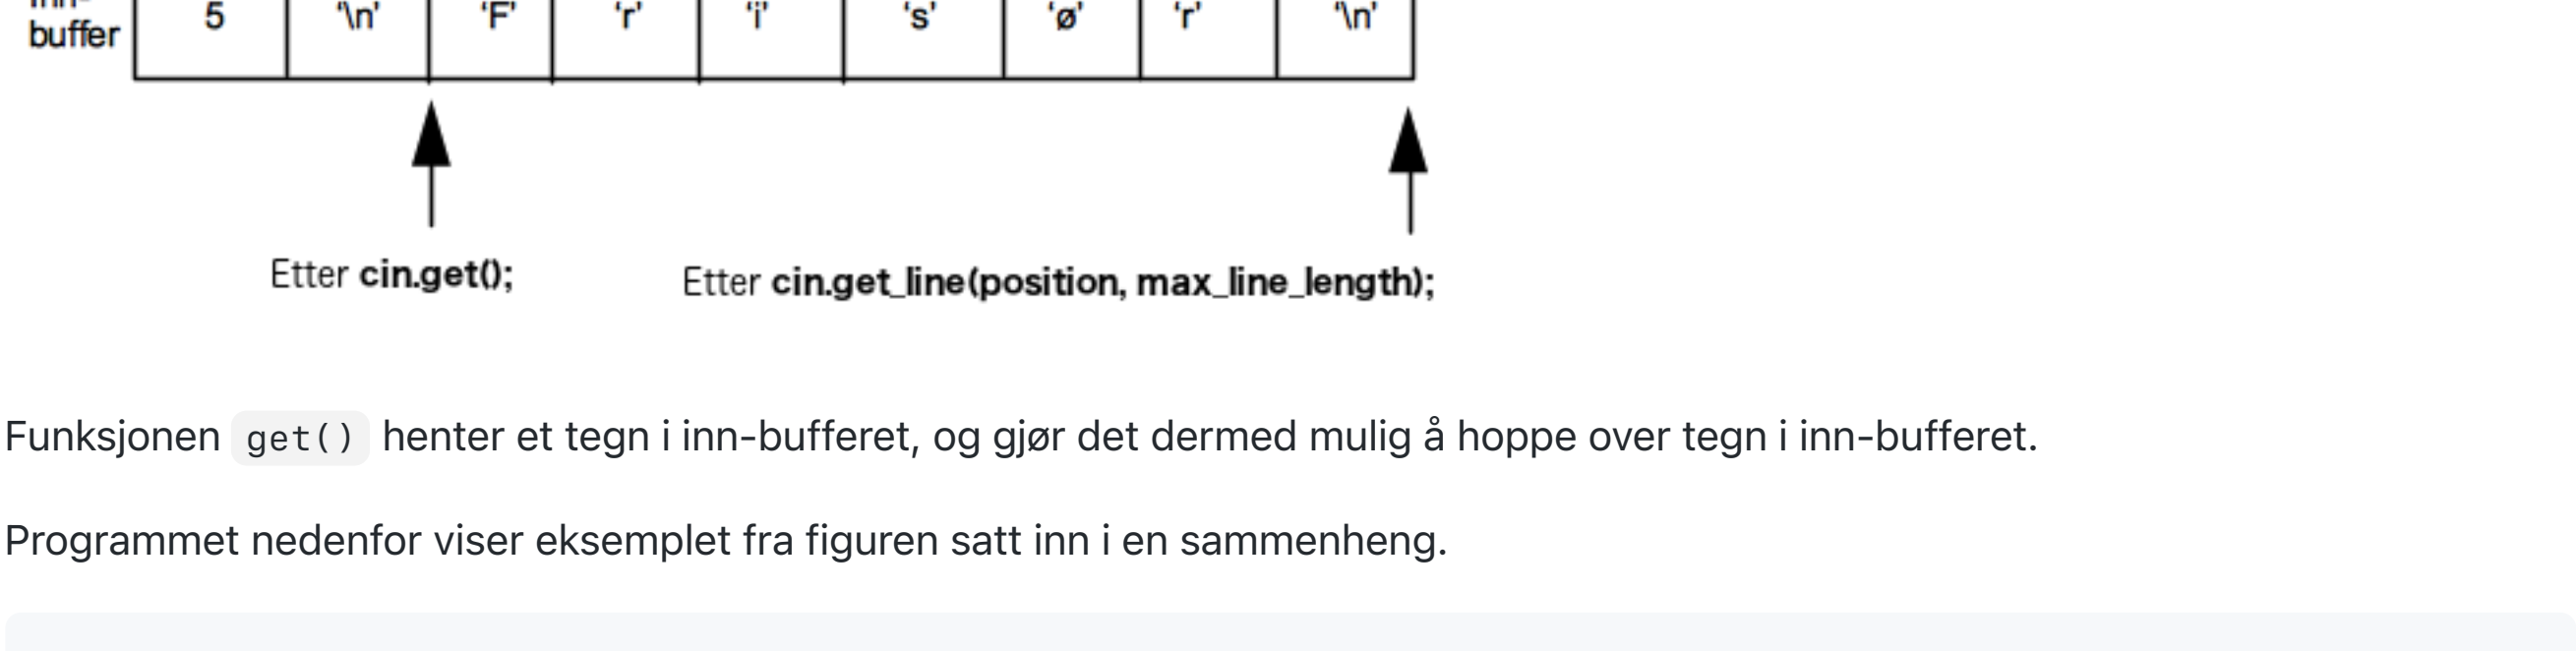 buffer 5 '\n' 'F' 'r' 'i' 's' 'ø' 'r' '\n'
Etter cin.get(); Etter cin.get_line(position, max_line_length);
Funksjonen get() henter et tegn i inn-bufferet, og gjør det dermed mulig å hoppe over tegn i inn-bufferet.
Programmet nedenfor viser eksemplet fra figuren satt inn i en sammenheng.